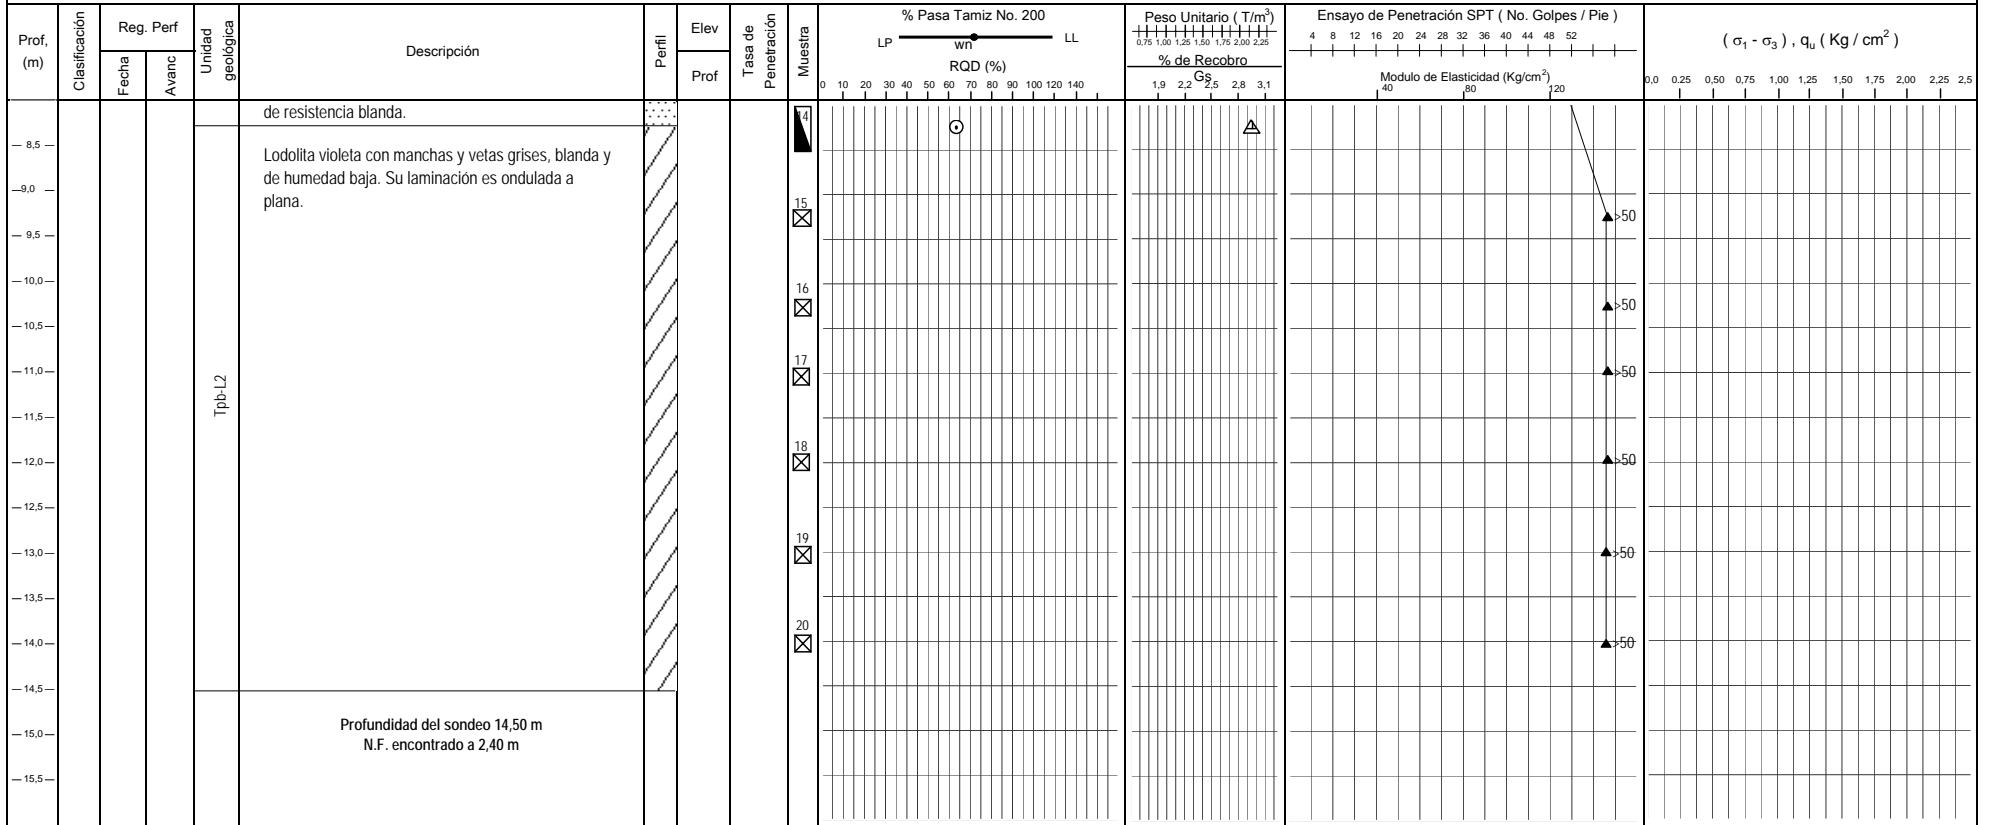 Prof,
(m)
Clasificación
Reg. Perf
Fecha
Avanc
Unidad
geológica
Descripción
Perfil
Elev
Prof
Tasa de
Penetración
Muestra
% Pasa Tamiz No. 200
LP wn LL
RQD (%)
0 10 20 30 40 50 60 70 80 90 100 120 140
Peso Unitario ( T/m³)
0,75 1,00 1,25 1,50 1,75 2,00 2,25
% de Recobro
Gs
1,9 2,2 2,5 2,8 3,1
Ensayo de Penetración SPT ( No. Golpes / Pie )
4 8 12 16 20 24 28 32 36 40 44 48 52
Modulo de Elasticidad (Kg/cm²)
40 80 120
( σ1 - σ3 ) , qu ( Kg / cm² )
0,0 0.25 0,50 0,75 1,00 1,25 1,50 1,75 2,00 2,25 2,5
de resistencia blanda.
14
8,5
Lodolita violeta con manchas y vetas grises, blanda y
de humedad baja. Su laminación es ondulada a
plana.
9,0
15
>50
9,5
10,0
16
>50
10,5
17
11,0
>50
Tpb-L2
11,5
18
12,0
>50
12,5
19
13,0
>50
13,5
20
14,0
>50
14,5
Profundidad del sondeo 14,50 m
15,0
N.F. encontrado a 2,40 m
15,5